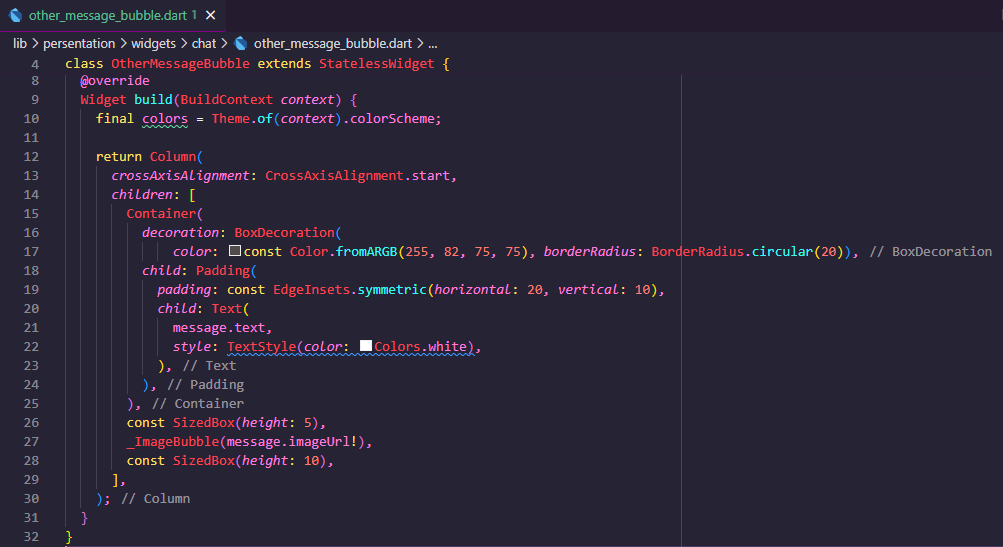 other_message_bubble.dart 1 ×
lib > persentation > widgets > chat > other_message_bubble.dart > ...
4 class OtherMessageBubble extends StatelessWidget {
8   @override
9   Widget build(BuildContext context) {
10     final colors = Theme.of(context).colorScheme;
11
12     return Column(
13       crossAxisAlignment: CrossAxisAlignment.start,
14       children: [
15         Container(
16           decoration: BoxDecoration(
17               color: const Color.fromARGB(255, 82, 75, 75), borderRadius: BorderRadius.circular(20)), // BoxDecoration
18           child: Padding(
19             padding: const EdgeInsets.symmetric(horizontal: 20, vertical: 10),
20             child: Text(
21               message.text,
22               style: TextStyle(color: Colors.white),
23             ), // Text
24           ), // Padding
25         ), // Container
26         const SizedBox(height: 5),
27         _ImageBubble(message.imageUrl!),
28         const SizedBox(height: 10),
29       ],
30     ); // Column
31   }
32 }